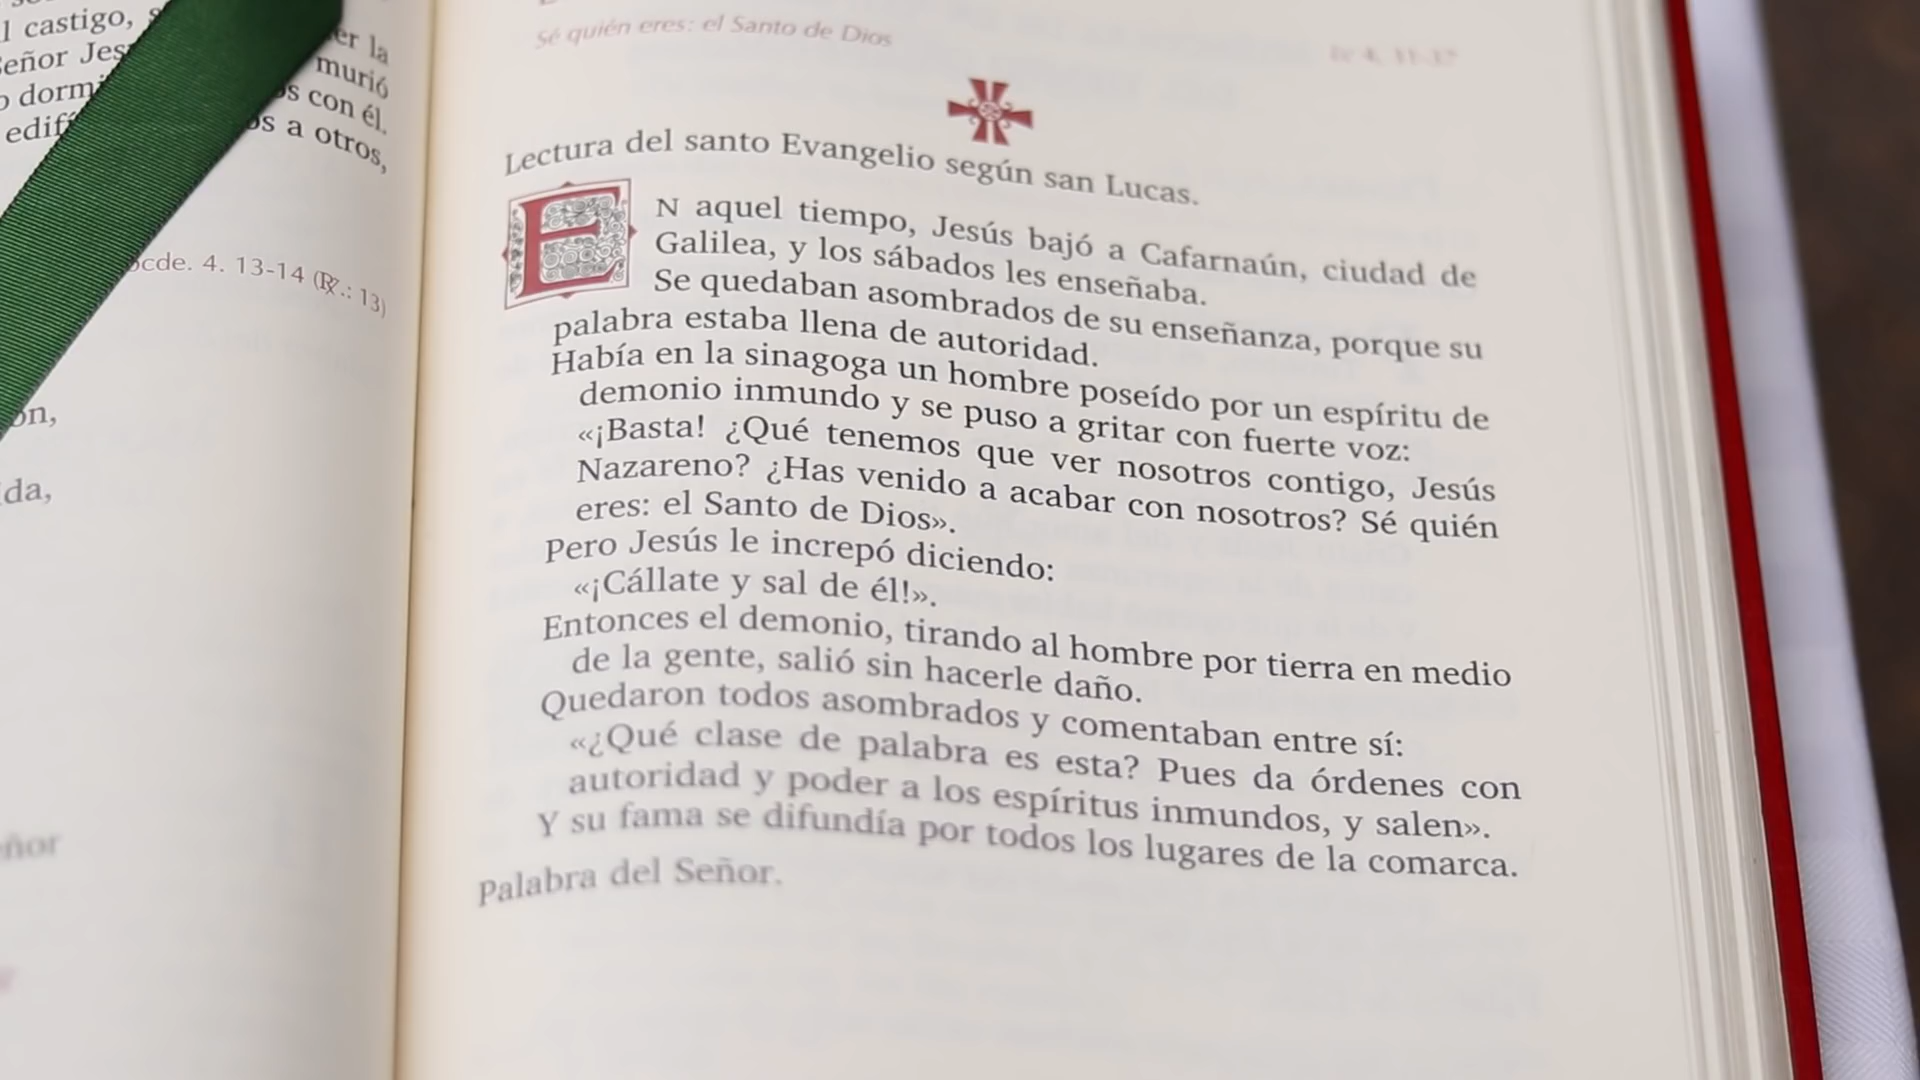 l castigo,
eñor Jes
er la
murió
o dorm
s con él.
edifi
os a otros,
ocde. 4. 13-14 (℟.: 13)
ón,
da,
ñor
Sé quién eres: el Santo de Dios
Lectura del santo Evangelio según san Lucas.
EN aquel tiempo, Jesús bajó a Cafarnaún, ciudad de
Galilea, y los sábados les enseñaba.
Se quedaban asombrados de su enseñanza, porque su
palabra estaba llena de autoridad.
Había en la sinagoga un hombre poseído por un espíritu de
demonio inmundo y se puso a gritar con fuerte voz:
«¡Basta! ¿Qué tenemos que ver nosotros contigo, Jesús
Nazareno? ¿Has venido a acabar con nosotros? Sé quién
eres: el Santo de Dios».
Pero Jesús le increpó diciendo:
«¡Cállate y sal de él!».
Entonces el demonio, tirando al hombre por tierra en medio
de la gente, salió sin hacerle daño.
Quedaron todos asombrados y comentaban entre sí:
«¿Qué clase de palabra es esta? Pues da órdenes con
autoridad y poder a los espíritus inmundos, y salen».
Y su fama se difundía por todos los lugares de la comarca.
Palabra del Señor.